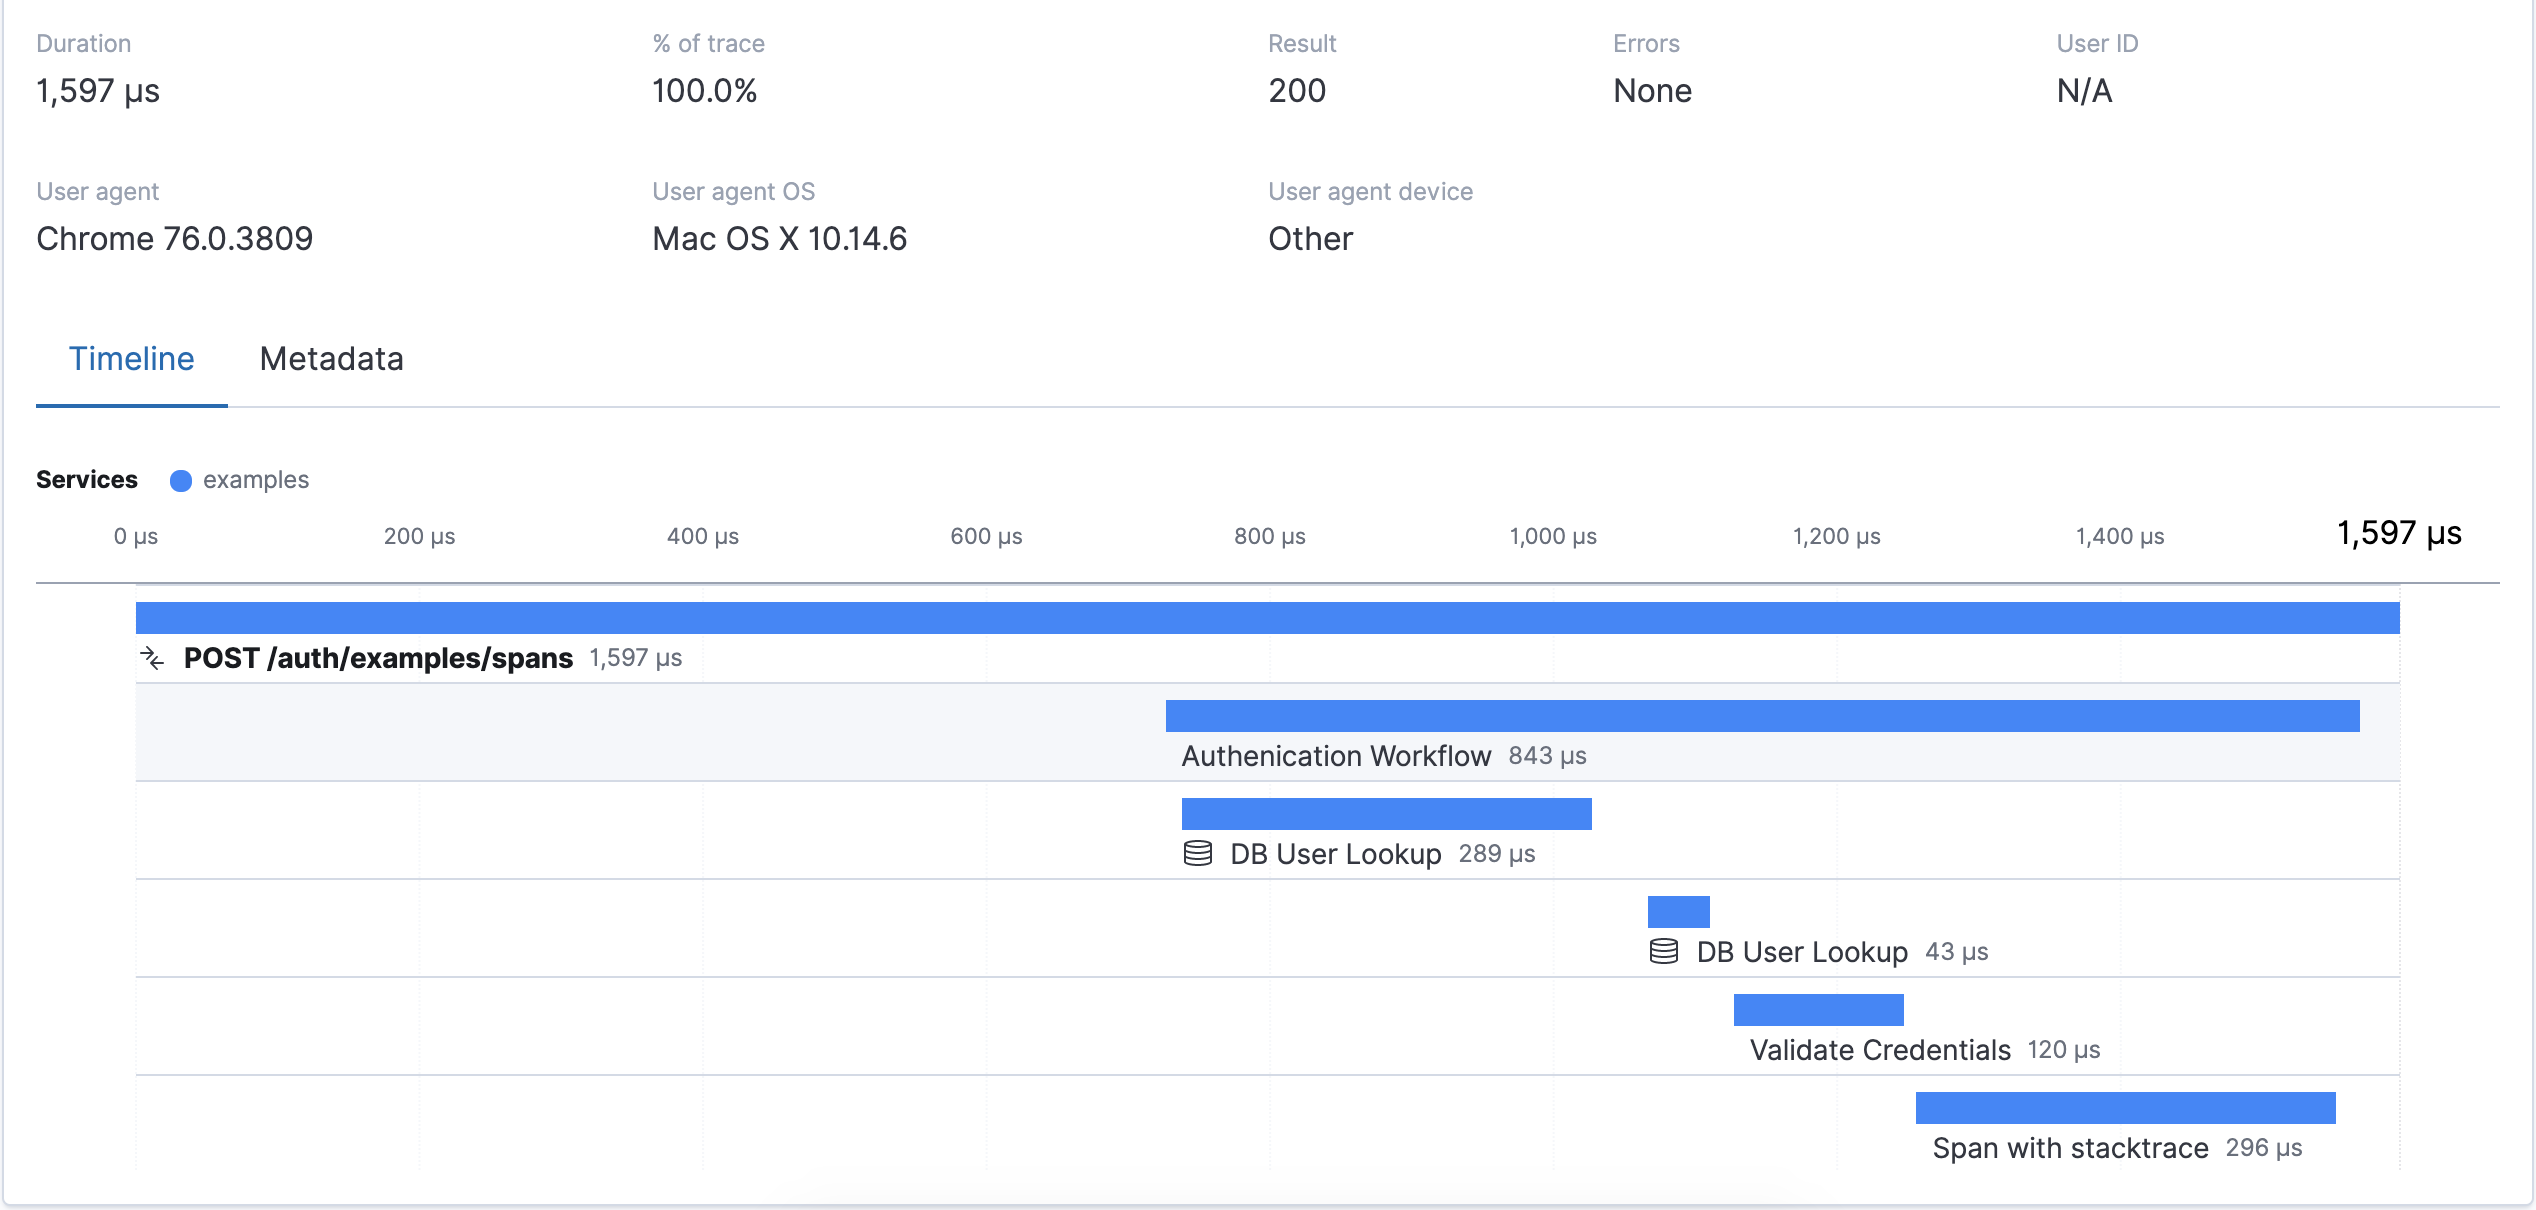 Duration % of trace Result Errors User ID
1,597 µs 100.0% 200 None N/A
User agent User agent OS User agent device
Chrome 76.0.3809 Mac OS X 10.14.6 Other
Timeline Metadata
Services examples
0 µs 200 µs 400 µs 600 µs 800 µs 1,000 µs 1,200 µs 1,400 µs 1,597 µs
POST /auth/examples/spans 1,597 µs
Authenication Workflow 843 µs
DB User Lookup 289 µs
DB User Lookup 43 µs
Validate Credentials 120 µs
Span with stacktrace 296 µs